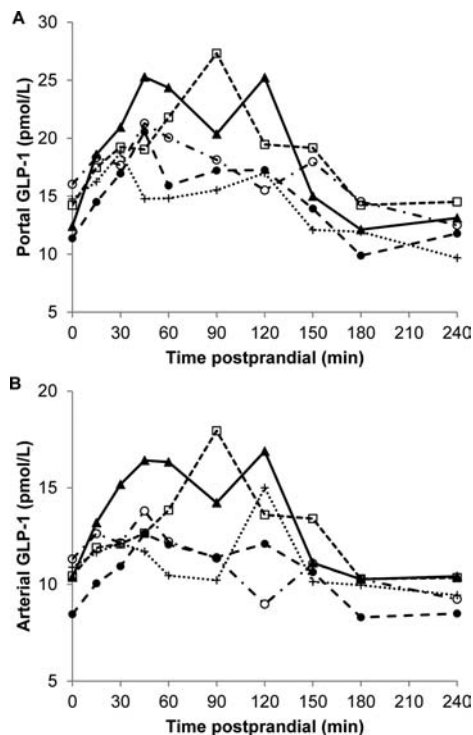 A
Portal GLP-1 (pmol/L)
30
25
20
15
10
5
0 30 60 90 120 150 180 210 240
Time postprandial (min)
B
Arterial GLP-1 (pmol/L)
20
15
10
5
0 30 60 90 120 150 180 210 240
Time postprandial (min)